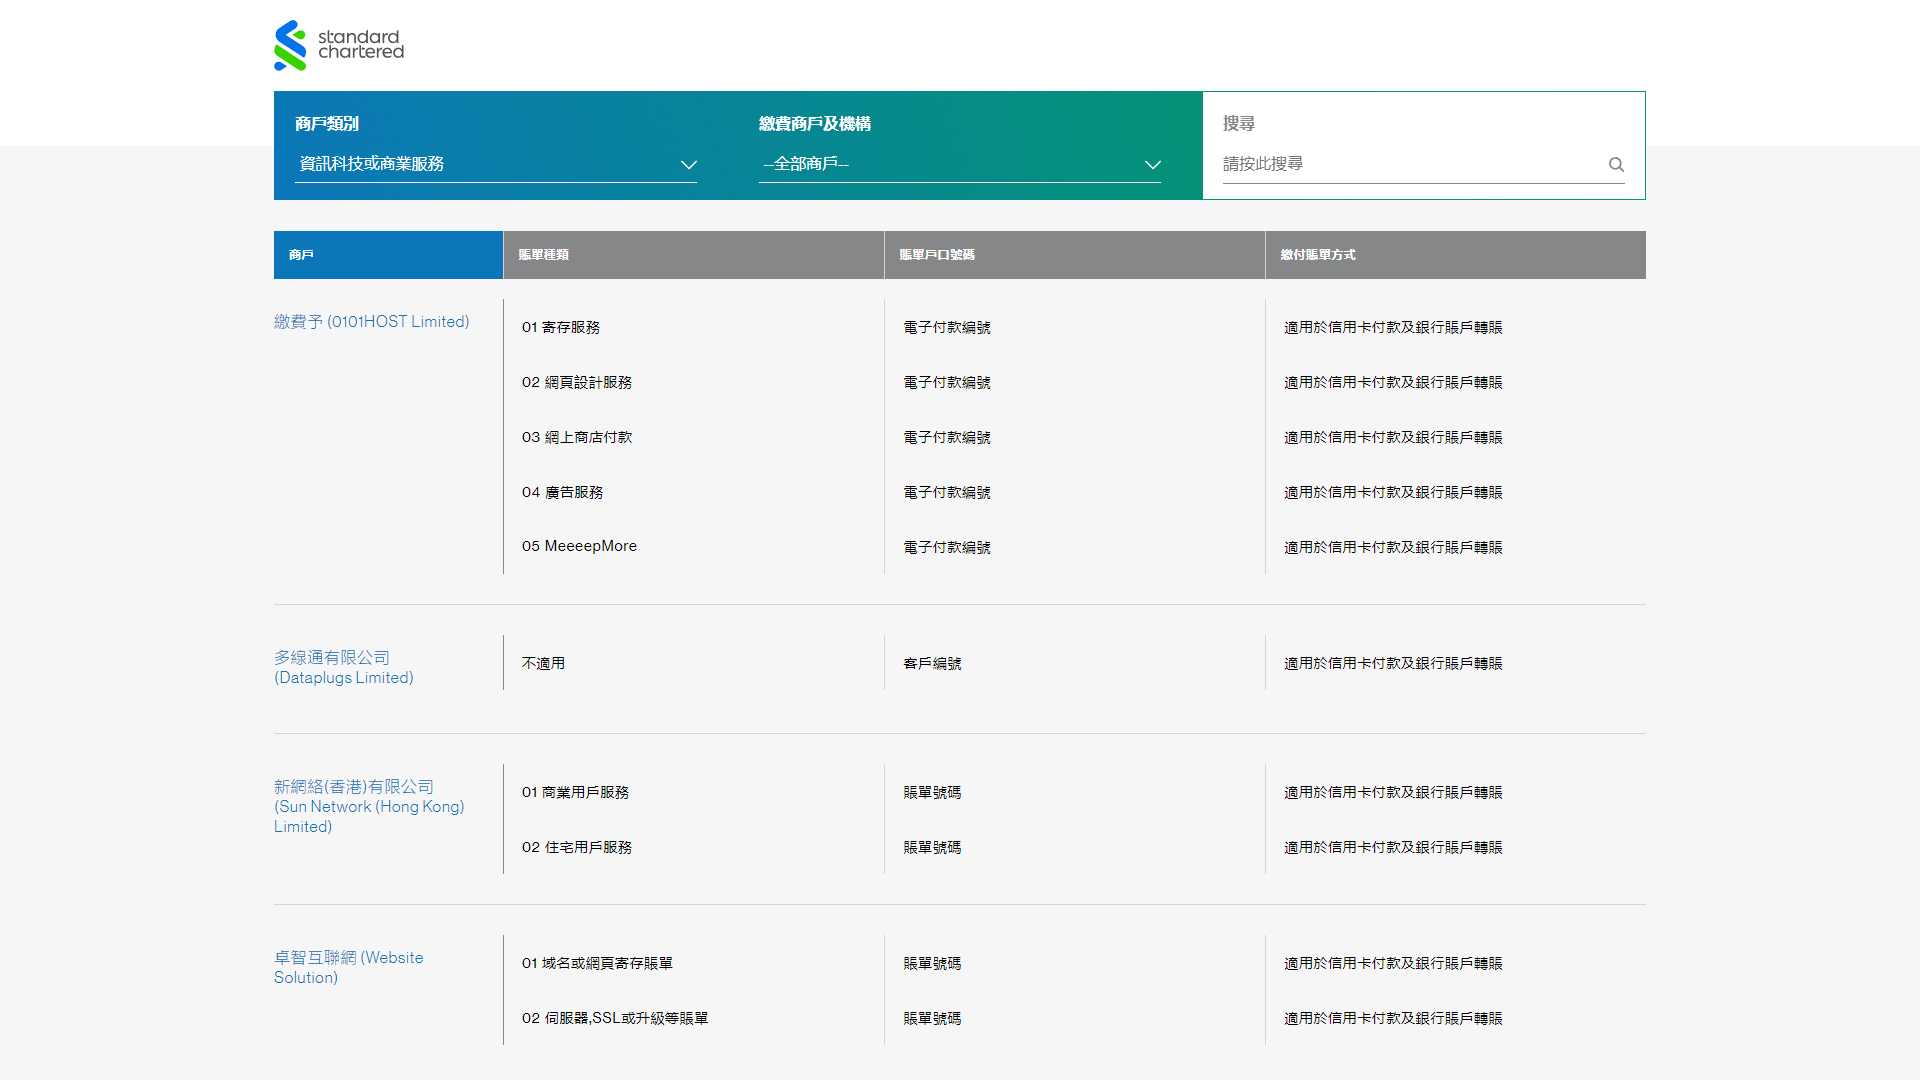 standard
chartered
商戶類別
繳費商戶及機構
搜尋
資訊科技或商業服務
--全部商戶--
請按此搜尋
商戶
賬單種類
賬單戶口號碼
繳付賬單方式
繳費予 (0101HOST Limited)
01 寄存服務
電子付款編號
適用於信用卡付款及銀行賬戶轉賬
02 網頁設計服務
電子付款編號
適用於信用卡付款及銀行賬戶轉賬
03 網上商店付款
電子付款編號
適用於信用卡付款及銀行賬戶轉賬
04 廣告服務
電子付款編號
適用於信用卡付款及銀行賬戶轉賬
05 MeeeepMore
電子付款編號
適用於信用卡付款及銀行賬戶轉賬
多線通有限公司
(Dataplugs Limited)
不適用
客戶編號
適用於信用卡付款及銀行賬戶轉賬
新網絡(香港)有限公司
(Sun Network (Hong Kong)
Limited)
01 商業用戶服務
賬單號碼
適用於信用卡付款及銀行賬戶轉賬
02 住宅用戶服務
賬單號碼
適用於信用卡付款及銀行賬戶轉賬
卓智互聯網 (Website
Solution)
01 域名或網頁寄存賬單
賬單號碼
適用於信用卡付款及銀行賬戶轉賬
02 伺服器,SSL或升級等賬單
賬單號碼
適用於信用卡付款及銀行賬戶轉賬